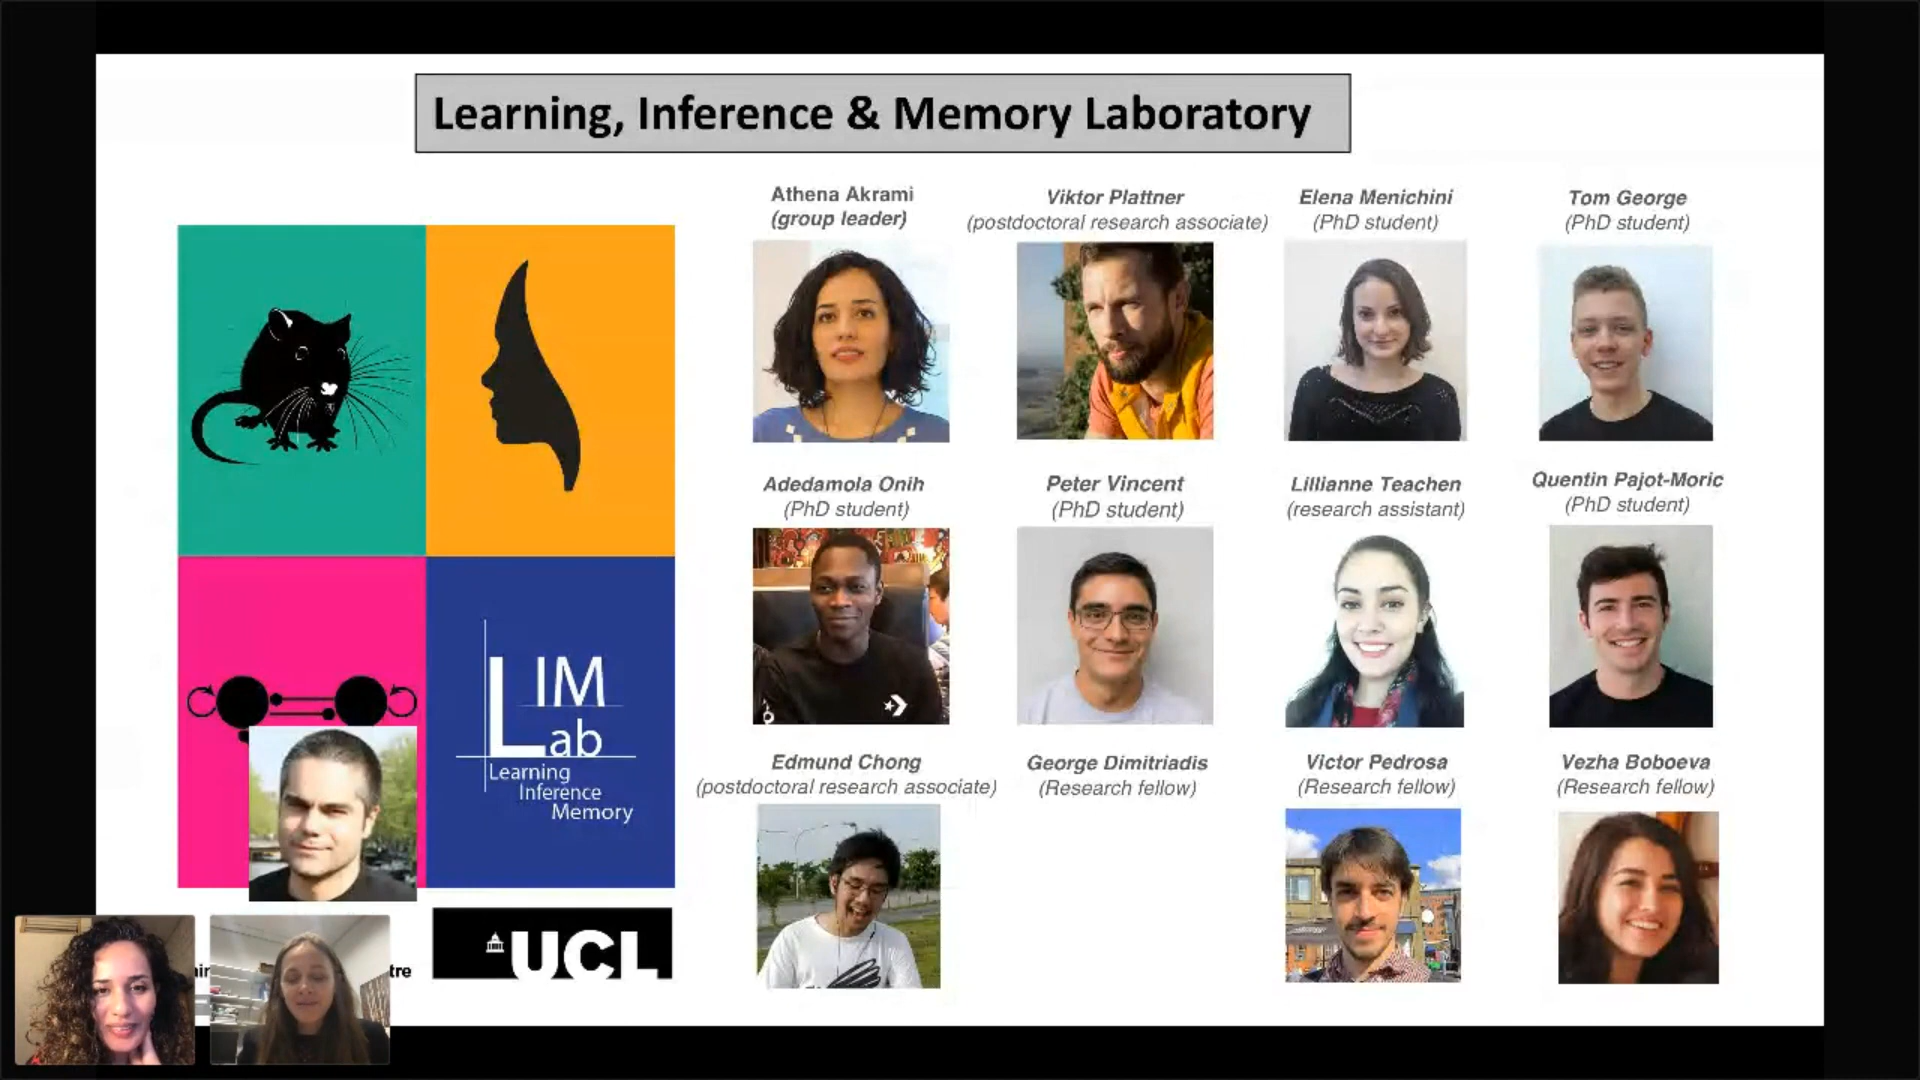 Learning, Inference & Memory Laboratory
Athena Akrami
(group leader)
Viktor Plattner
(postdoctoral research associate)
Elena Menichini
(PhD student)
Tom George
(PhD student)
Adedamola Onih
(PhD student)
Peter Vincent
(PhD student)
Lillianne Teachen
(research assistant)
Quentin Pajot-Moric
(PhD student)
Edmund Chong
(postdoctoral research associate)
George Dimitriadis
(Research fellow)
Victor Pedrosa
(Research fellow)
Vezha Boboeva
(Research fellow)
LIM
Lab
Learning
Inference
Memory
UCL